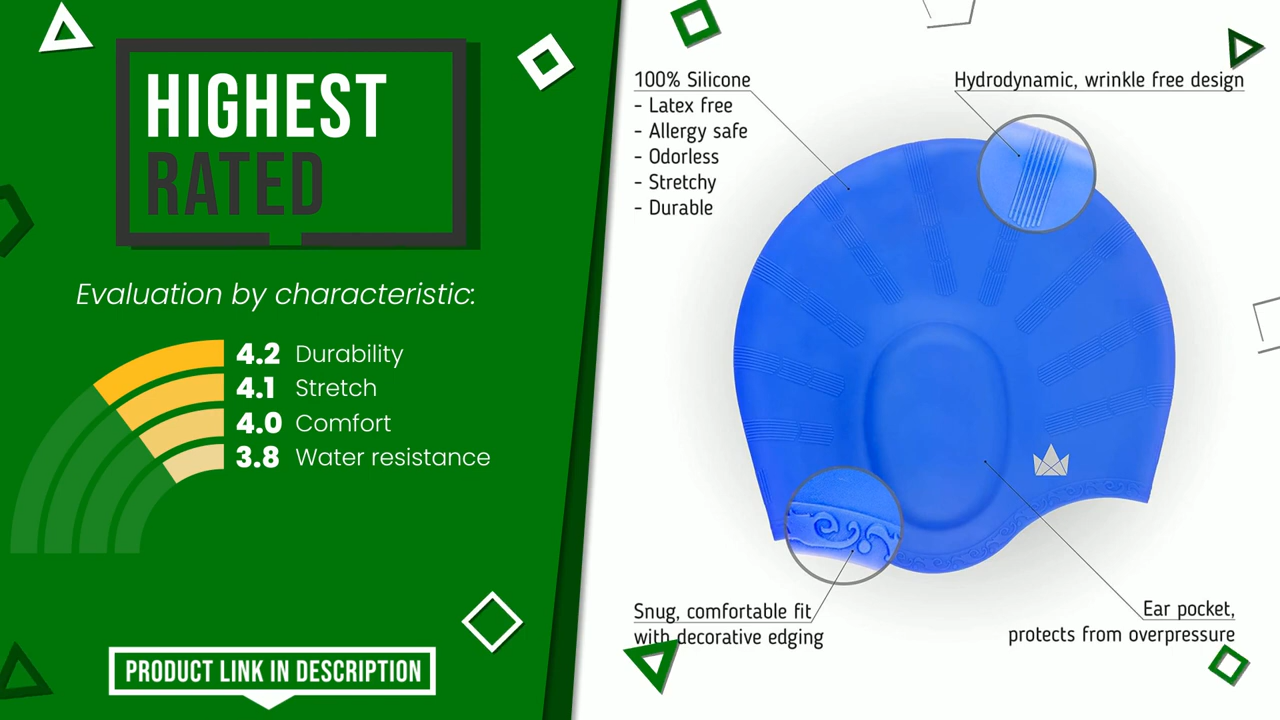 HIGHEST
RATED
Evaluation by characteristic:
4.2 Durability
4.1 Stretch
4.0 Comfort
3.8 Water resistance
PRODUCT LINK IN DESCRIPTION
100% Silicone
- Latex free
- Allergy safe
- Odorless
- Stretchy
- Durable
Hydrodynamic, wrinkle free design
Snug, comfortable fit
with decorative edging
Ear pocket,
protects from overpressure